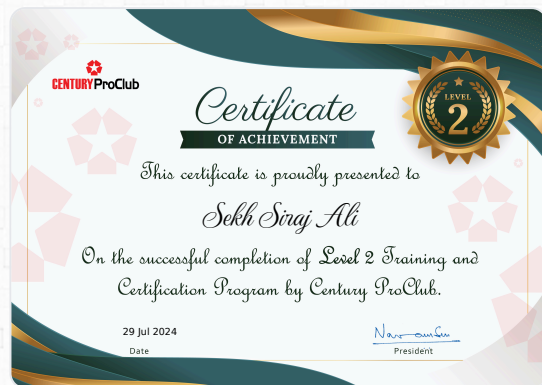 CENTURY ProClub
Certificate
OF ACHIEVEMENT
LEVEL
2
This certificate is proudly presented to
Sekh Siraj Ali
On the successful completion of Level 2 Training and
Certification Program by Century ProClub.
29 Jul 2024
Date
President